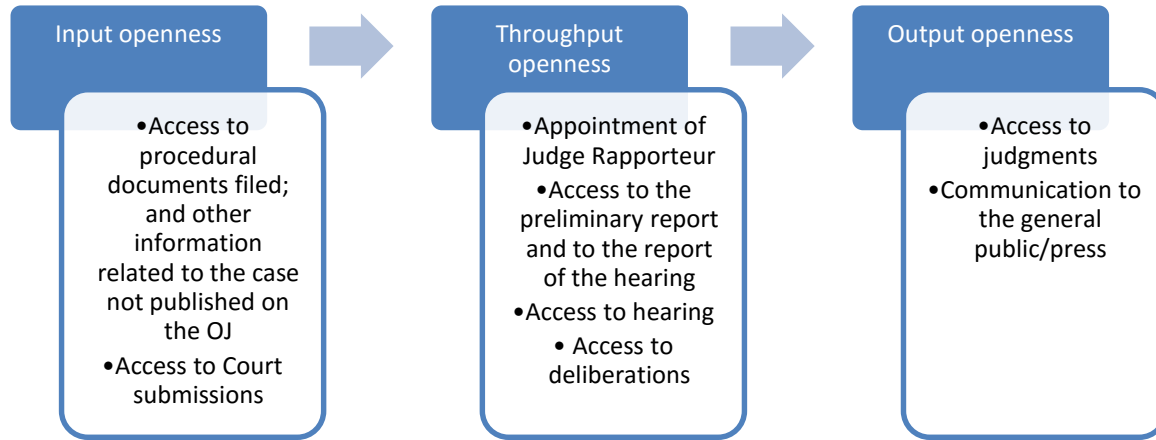 Input openness
•Access to
procedural
documents filed;
and other
information
related to the case
not published on
the OJ
•Access to Court
submissions
Throughput
openness
•Appointment of
Judge Rapporteur
•Access to the
preliminary report
and to the report
of the hearing
•Access to hearing
• Access to
deliberations
Output openness
•Access to
judgments
•Communication to
the general
public/press